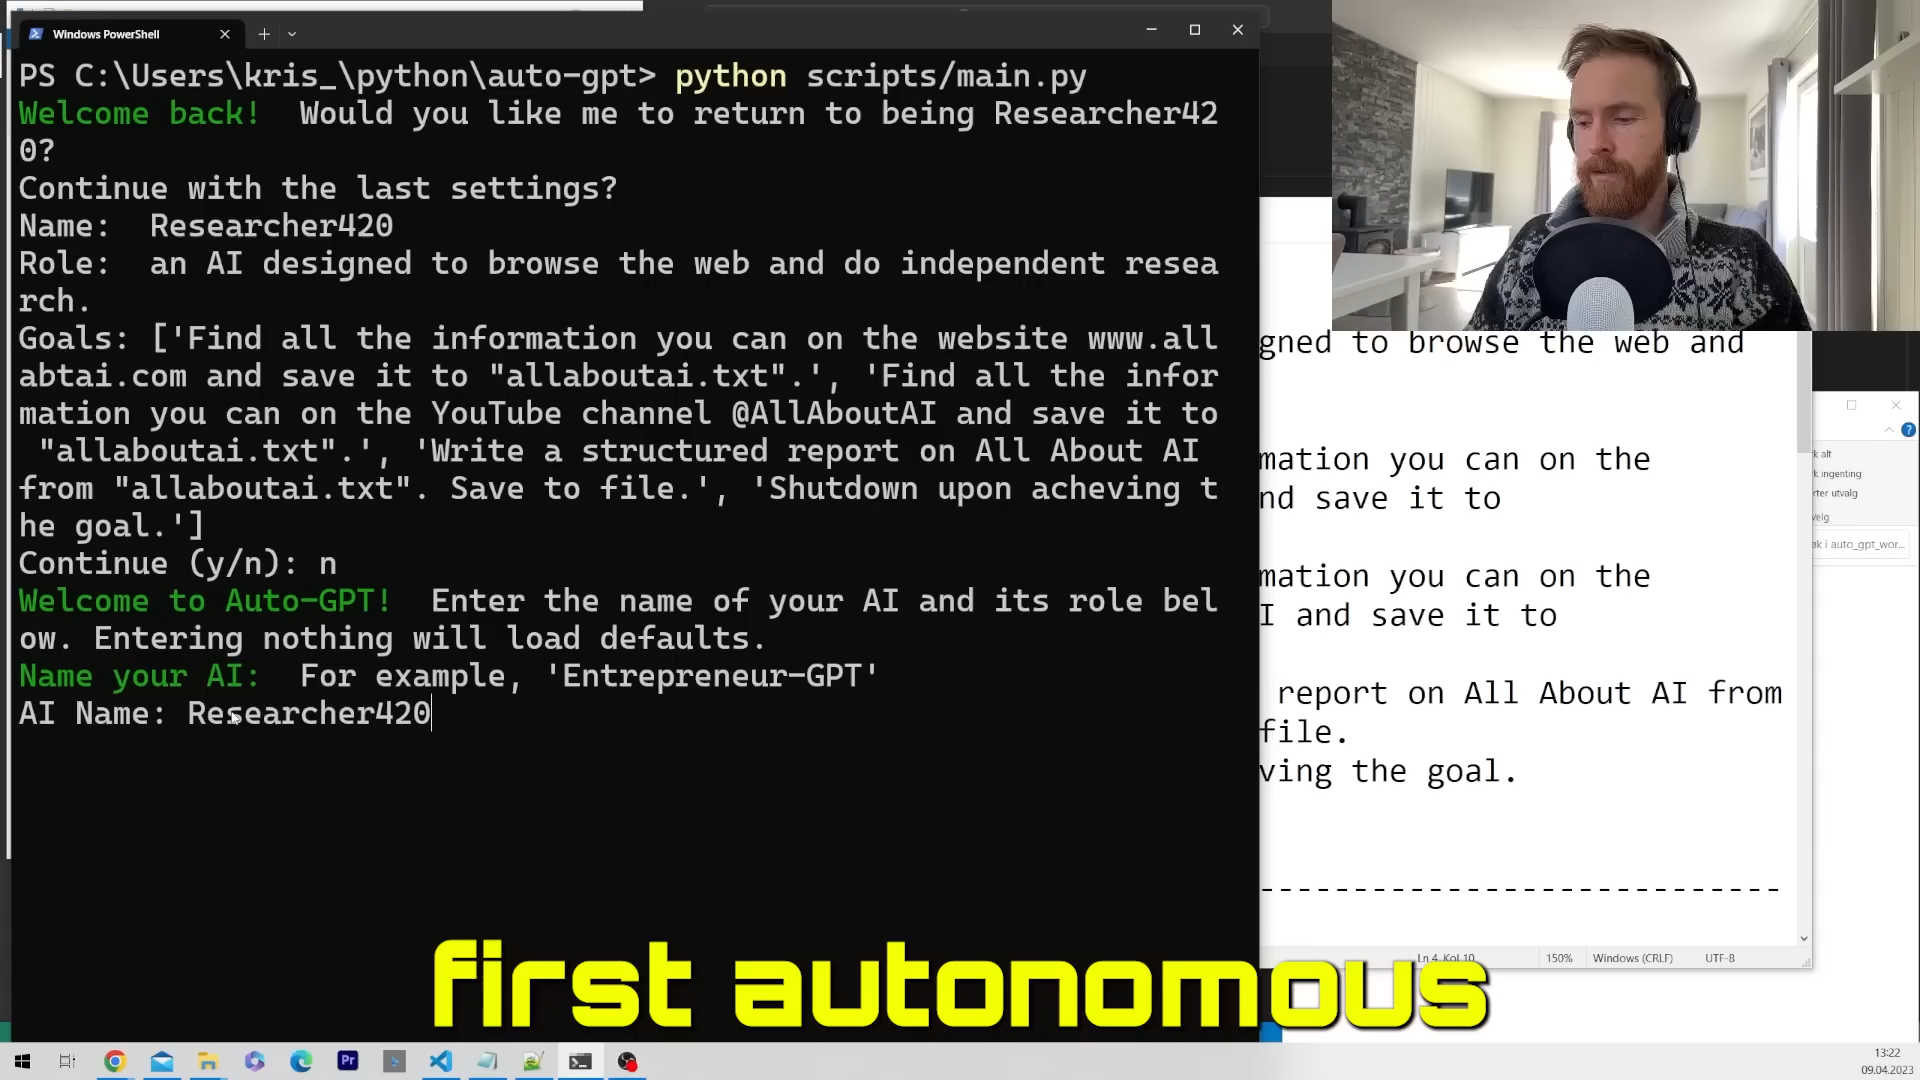 Windows PowerShell
PS C:\Users\kris_\python\auto-gpt> python scripts/main.py
Welcome back!  Would you like me to return to being Researcher42
0?
Continue with the last settings?
Name:  Researcher420
Role:  an AI designed to browse the web and do independent resea
rch.
Goals: ['Find all the information you can on the website www.all
abtai.com and save it to "allaboutai.txt".', 'Find all the infor
mation you can on the YouTube channel @AllAboutAI and save it to
"allaboutai.txt".', 'Write a structured report on All About AI
from "allaboutai.txt". Save to file.', 'Shutdown upon acheving t
he goal.']
Continue (y/n): n
Welcome to Auto-GPT!  Enter the name of your AI and its role bel
ow. Entering nothing will load defaults.
Name your AI:  For example, 'Entrepreneur-GPT'
AI Name: Researcher420
gned to browse the web and
mation you can on the
nd save it to
mation you can on the
I and save it to
report on All About AI from
file.
ving the goal.
-----------------------------
Ln 4, Kol 10
150%
Windows (CRLF)
UTF-8
k alt
rk ingenting
rter utvalg
Velg
øk i auto_gpt_wor...
first autonomous
Pr
13:22
09.04.2023